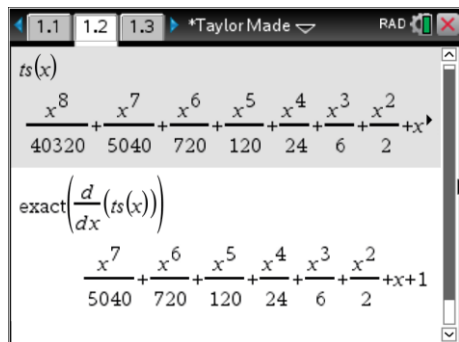 1.1 1.2 1.3 *Taylor Made RAD
ts(x)
x^8/40320+x^7/5040+x^6/720+x^5/120+x^4/24+x^3/6+x^2/2+x
exact(d/dx(ts(x)))
x^7/5040+x^6/720+x^5/120+x^4/24+x^3/6+x^2/2+x+1